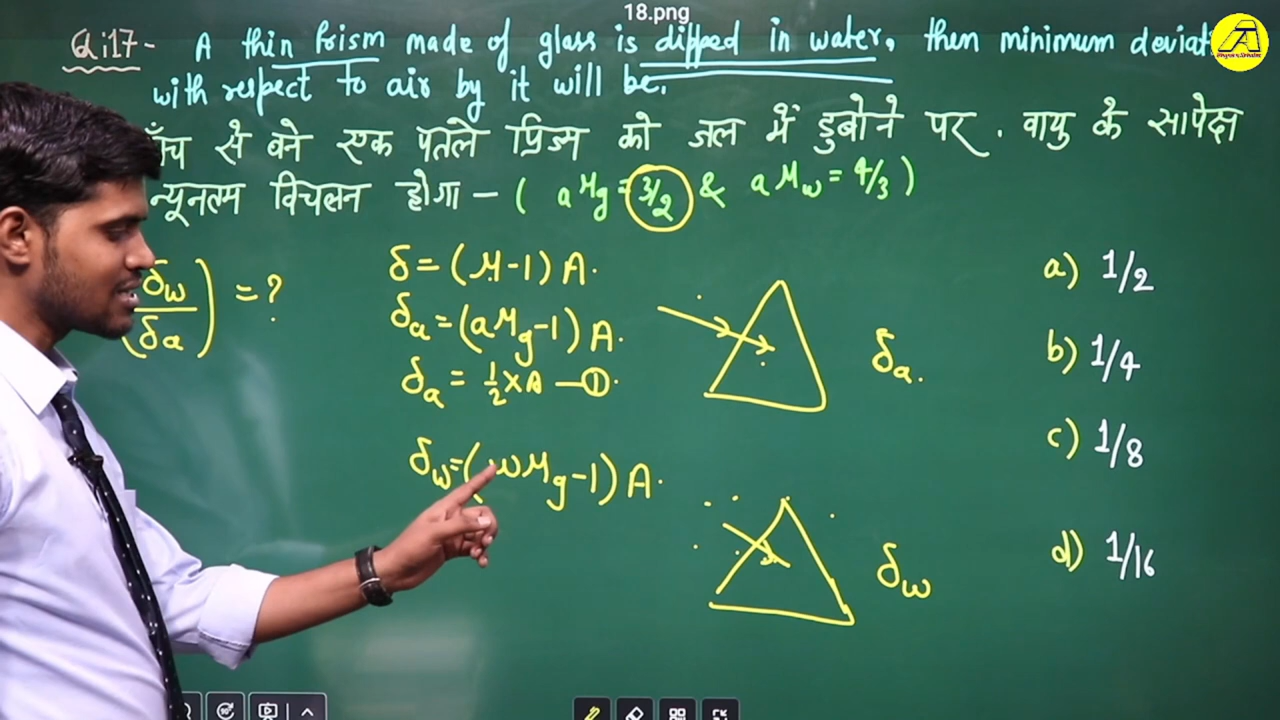 18.png
Q:17- A thin Prism made of glass is dipped in water, then minimum deviat
with respect to air by it will be.
से बने एक पतले प्रिज्म को जल में डुबोने पर . वायु के सापेक्ष
न्यूनतम विचलन होगा - ( aμg = 3/2 & aμw = 4/3 )
(δw/δa) = ?
δ = (μ-1) A.
δa = (aμg-1) A.
δa = 1/2 × A —①.
δw = (wμg-1) A.
δa.
δw
a) 1/2
b) 1/4
c) 1/8
d) 1/16